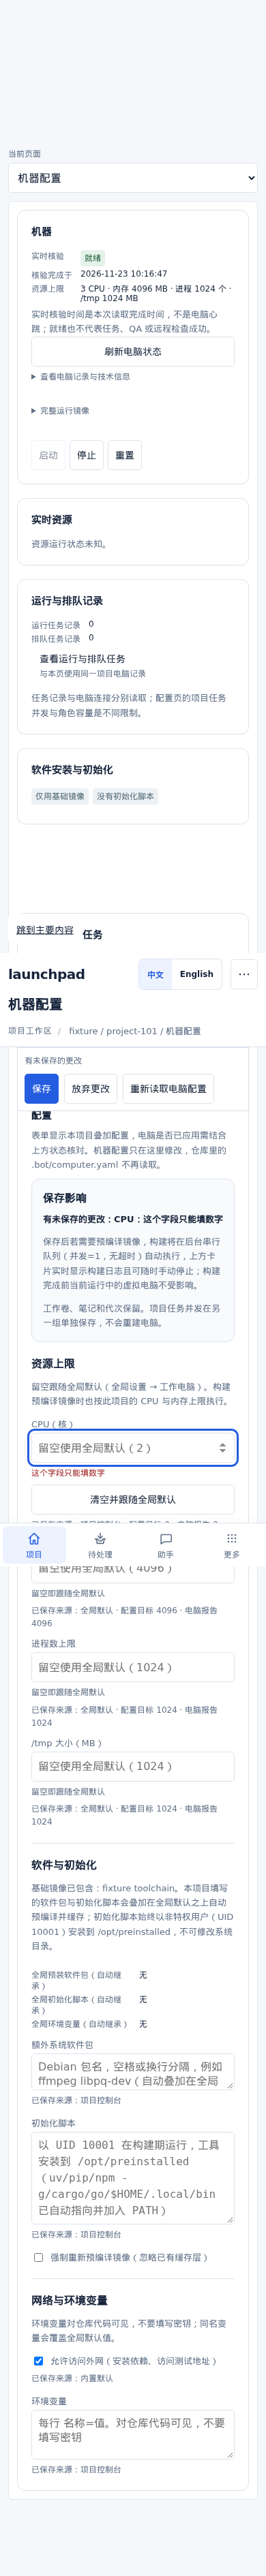 当前页面
机器配置
机器
实时核验 就绪
核验完成于 2026-11-23 10:16:47
资源上限 3 CPU · 内存 4096 MB · 进程 1024 个 ·
/tmp 1024 MB
实时核验时间是本次读取完成时间，不是电脑心
跳；就绪也不代表任务、QA 或远程检查成功。
刷新电脑状态
查看电脑记录与技术信息
完整运行镜像
启动 停止 重置
实时资源
资源运行状态未知。
运行与排队记录
运行任务记录 0
排队任务记录 0
查看运行与排队任务
与本页使用同一项目电脑记录
任务记录与电脑连接分别读取；配置页的项目任务
并发与角色容量是不同限制。
软件安装与初始化
仅用基础镜像 没有初始化脚本
跳到主要内容 任务
launchpad 中文 English ···
机器配置
项目工作区 / fixture / project-101 / 机器配置
有未保存的更改
保存 放弃更改 重新读取电脑配置
配置
表单显示本项目叠加配置，电脑是否已应用需结合
上方状态核对。机器配置只在这里修改，仓库里的
.bot/computer.yaml 不再读取。
保存影响
有未保存的更改：CPU：这个字段只能填数字
保存后若需要预编译镜像，构建将在后台串行
队列（并发=1，无超时）自动执行，上方卡
片实时显示构建日志且可随时手动停止；构建
完成前当前运行中的虚拟电脑不受影响。
工作卷、笔记和代次保留。项目任务并发在另
一组单独保存，不会重建电脑。
资源上限
留空跟随全局默认（全局设置 → 工作电脑）。构建
预编译镜像时也按此项目的 CPU 与内存上限执行。
CPU（核）
留空使用全局默认（2）
这个字段只能填数字
清空并跟随全局默认
项目 待处理 助手 更多
留空使用全局默认（4096）
留空即跟随全局默认
已保存来源：全局默认 · 配置目标 4096 · 电脑报告
4096
进程数上限
留空使用全局默认（1024）
留空即跟随全局默认
已保存来源：全局默认 · 配置目标 1024 · 电脑报告
1024
/tmp 大小（MB）
留空使用全局默认（1024）
留空即跟随全局默认
已保存来源：全局默认 · 配置目标 1024 · 电脑报告
1024
软件与初始化
基础镜像已包含：fixture toolchain。本项目填写
的软件包与初始化脚本会叠加在全局默认之上自动
预编译并缓存；初始化脚本始终以非特权用户（UID
10001）安装到 /opt/preinstalled，不可修改系统
目录。
全局预装软件包（自动继 无
承）
全局初始化脚本（自动继 无
承）
全局环境变量（自动继承） 无
额外系统软件包
Debian 包名，空格或换行分隔，例如
ffmpeg libpq-dev（自动叠加在全局
已保存来源：项目控制台
初始化脚本
以 UID 10001 在构建期运行，工具
安装到 /opt/preinstalled
（uv/pip/npm -
g/cargo/go/$HOME/.local/bin
已自动指向并加入 PATH）
已保存来源：项目控制台
强制重新预编译镜像（忽略已有缓存层）
网络与环境变量
环境变量对仓库代码可见，不要填写密钥；同名变
量会覆盖全局默认值。
允许访问外网（安装依赖、访问测试地址）
已保存来源：内置默认
环境变量
每行 名称=值。对仓库代码可见，不要
填写密钥
已保存来源：项目控制台